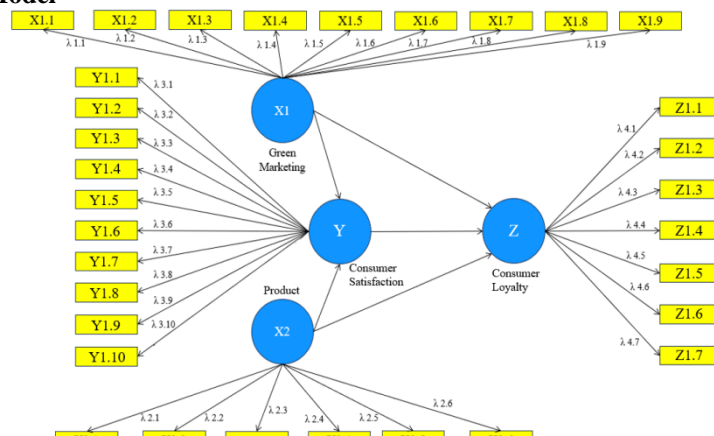 X1.1 X1.2 X1.3 X1.4 X1.5 X1.6 X1.7 X1.8 X1.9
λ 1.1 λ 1.2 λ 1.3 λ 1.4 λ 1.5 λ 1.6 λ 1.7 λ 1.8 λ 1.9
X1
Green
Marketing
Y1.1
Y1.2
Y1.3
Y1.4
Y1.5
Y1.6
Y1.7
Y1.8
Y1.9
Y1.10
λ 3.1
λ 3.2
λ 3.3
λ 3.4
λ 3.5
λ 3.6
λ 3.7
λ 3.8
λ 3.9
λ 3.10
Y
Consumer
Satisfaction
Z
Consumer
Loyalty
λ 4.1
λ 4.2
λ 4.3
λ 4.4
λ 4.5
λ 4.6
λ 4.7
Z1.1
Z1.2
Z1.3
Z1.4
Z1.5
Z1.6
Z1.7
Product
X2
λ 2.1 λ 2.2 λ 2.3 λ 2.4 λ 2.5 λ 2.6